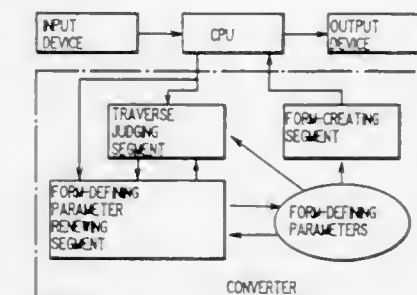 INPUT
DEVICE
CPU
OUTPUT
DEVICE
TRAVERSE
JUDGING
SEGMENT
FORM-CREATING
SEGMENT
FORM-DEFINING
PARAMETER
RENEWING
SEGMENT
FORM-DEFINING
PARAMETERS
CONVERTER